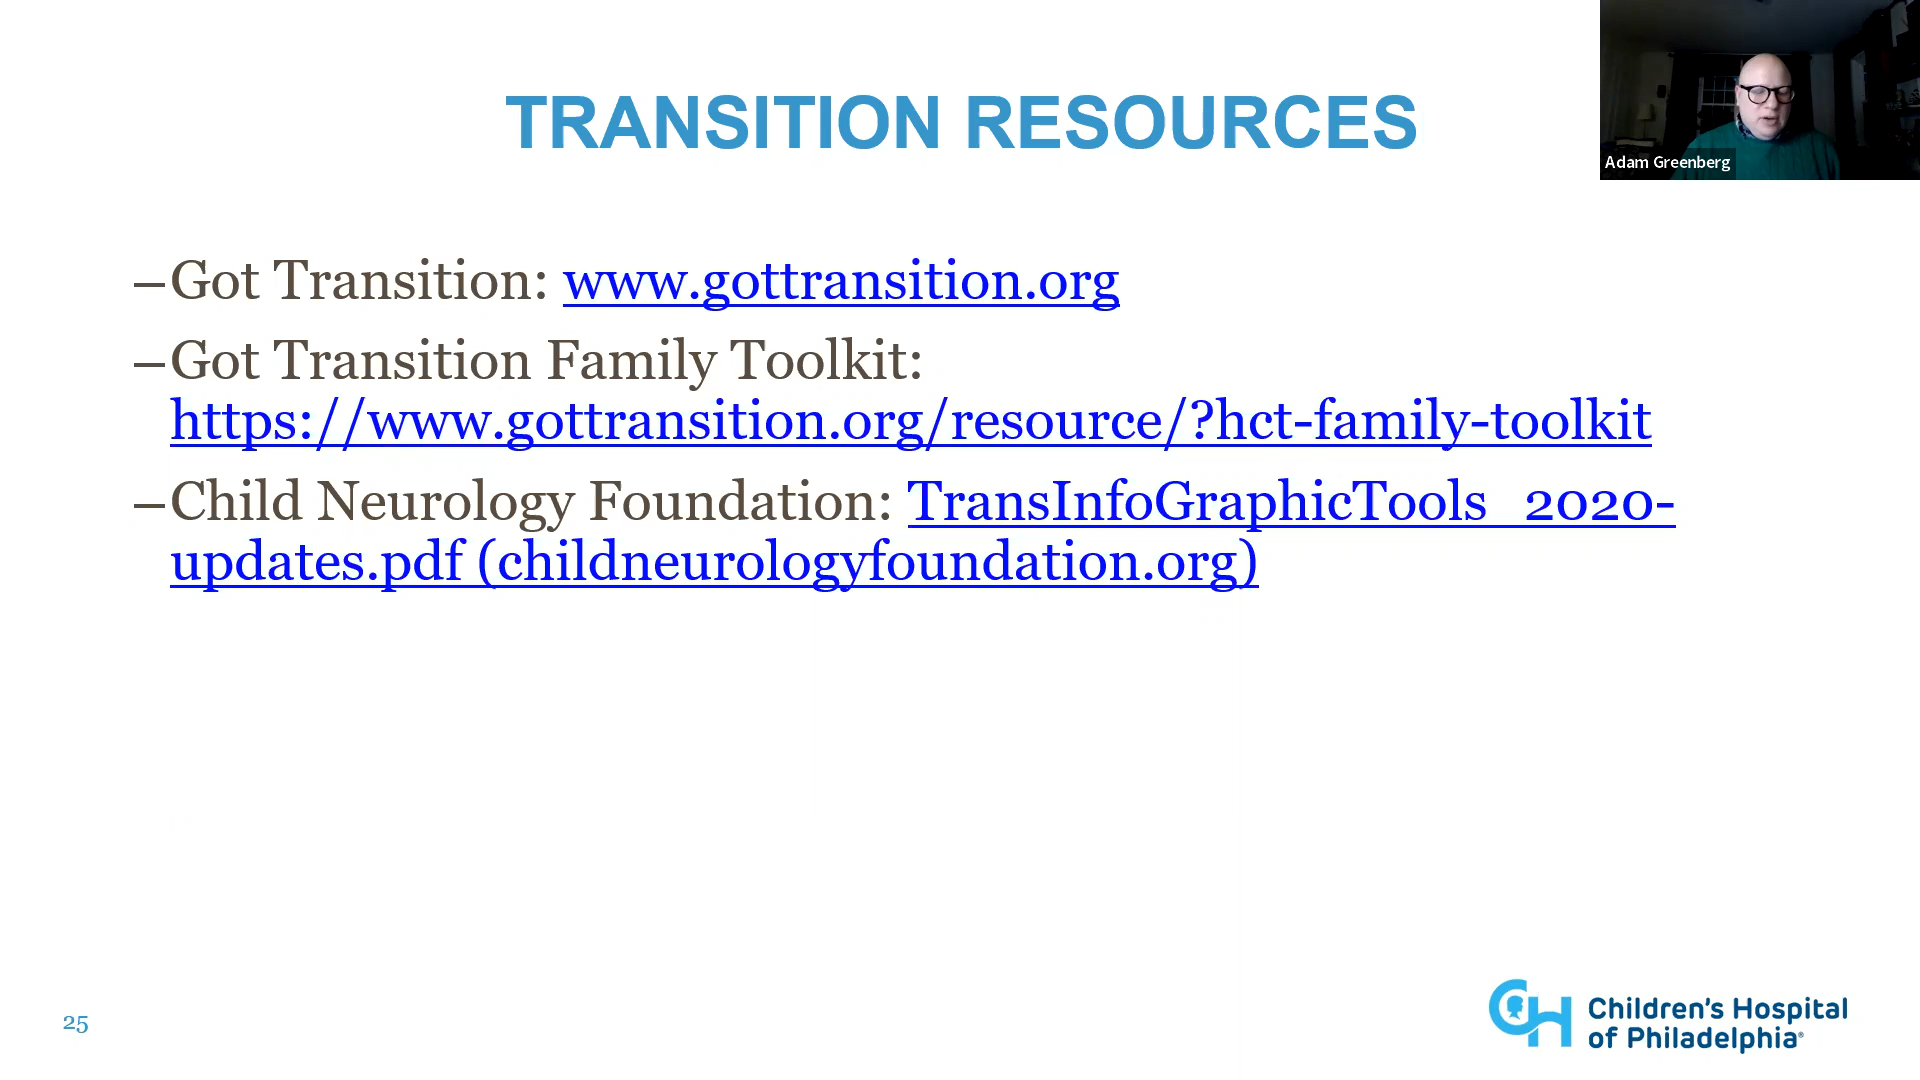 TRANSITION RESOURCES
Adam Greenberg
–Got Transition: www.gottransition.org
–Got Transition Family Toolkit:
https://www.gottransition.org/resource/?hct-family-toolkit
–Child Neurology Foundation: TransInfoGraphicTools_2020-
updates.pdf (childneurologyfoundation.org)
25
CH Children's Hospital
of Philadelphia®